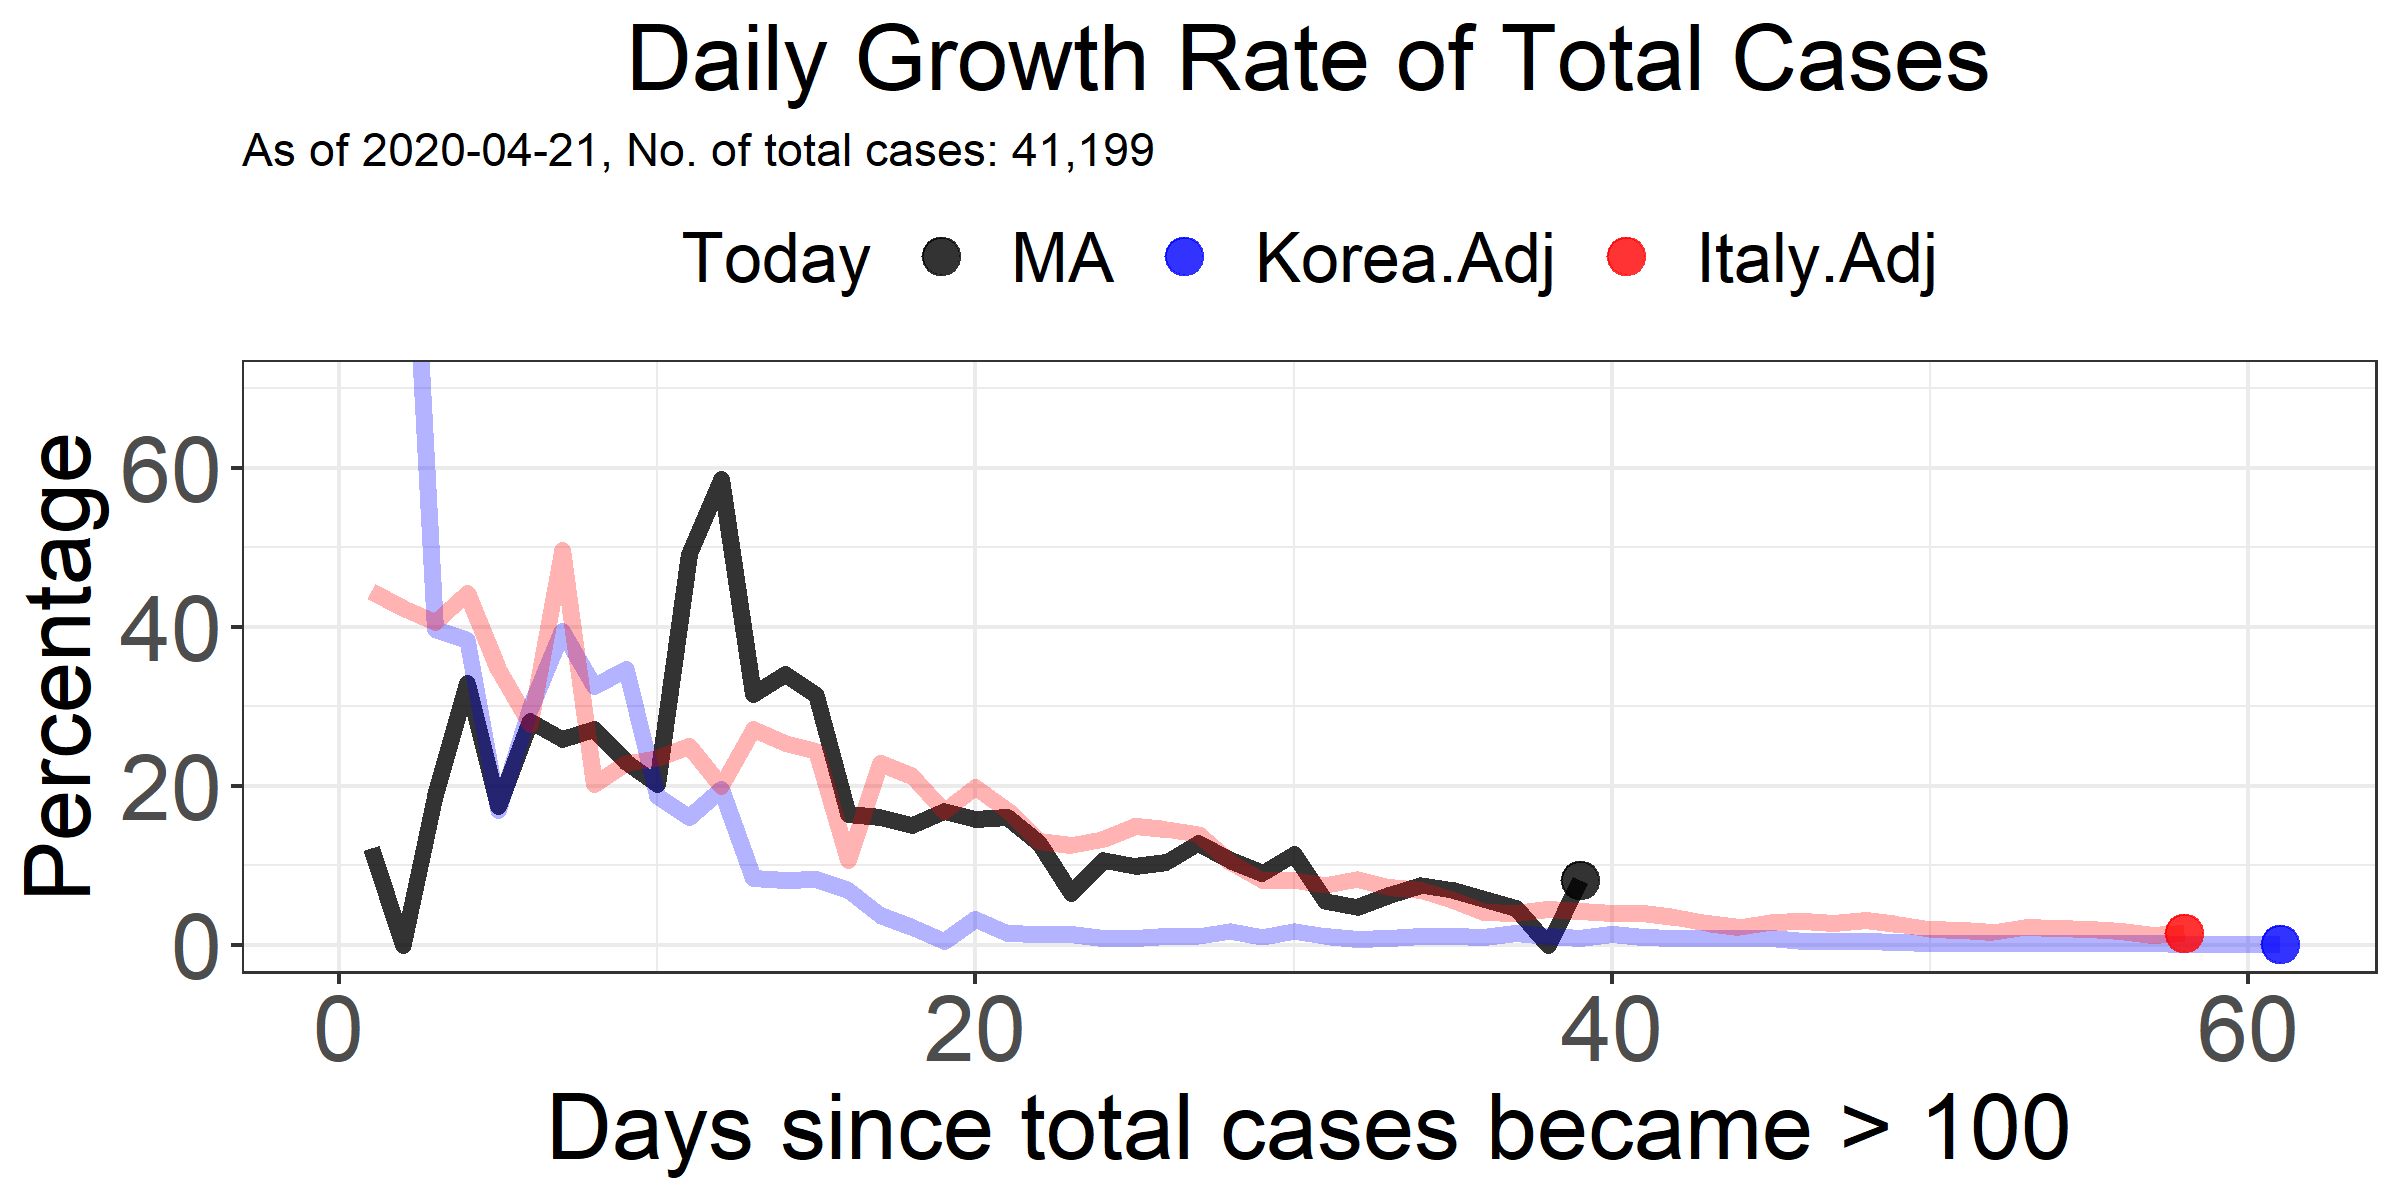 Daily Growth Rate of Total Cases
As of 2020-04-21, No. of total cases: 41,199
Today MA Korea.Adj Italy.Adj
Percentage
60
40
20
0
0 20 40 60
Days since total cases became > 100